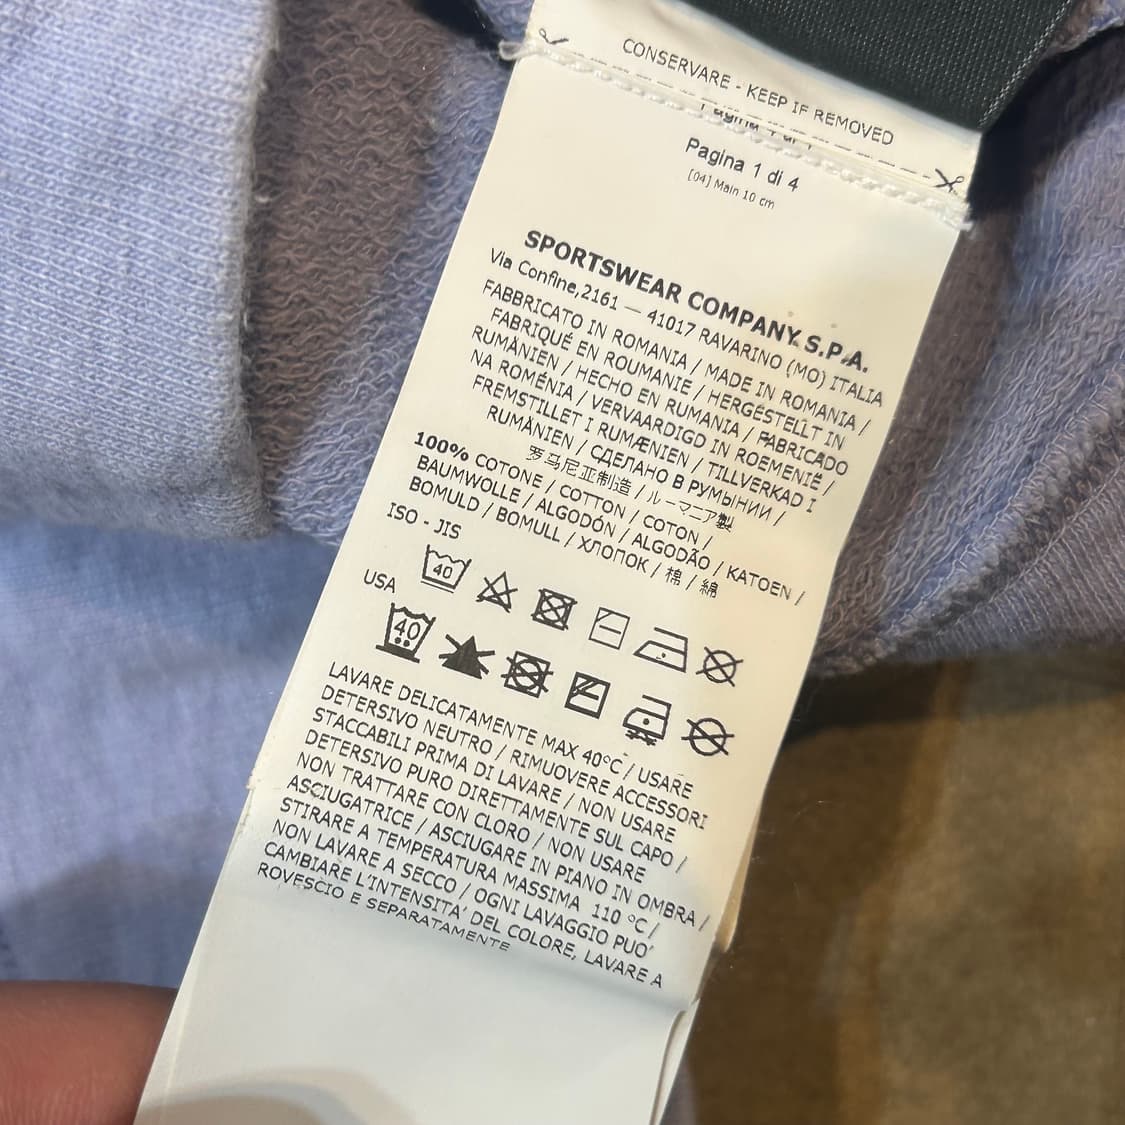 CONSERVARE - KEEP IF REMOVED
Pagina 1 di 4
[04] Main 10 cm
SPORTSWEAR COMPANY S.P.A.
Via Confine,2161 — 41017 RAVARINO (MO) ITALIA
FABBRICATO IN ROMANIA / MADE IN ROMANIA /
FABRIQUÉ EN ROUMANIE / HERGESTELLT IN
RUMÄNIEN / HECHO EN RUMANIA / FABRICADO
NA ROMÉNIA / VERVAARDIGD IN ROEMENIË /
FREMSTILLET I RUMÆNIEN / TILLVERKAD I
RUMÄNIEN / СДЕЛАНО В РУМЫНИИ /
罗马尼亚制造 / ルーマニア製
100% COTONE / COTTON / COTON /
BAUMWOLLE / ALGODÓN / ALGODÃO / KATOEN /
BOMULD / BOMULL / ХЛОПОК / 棉 / 綿
ISO - JIS
40
USA
40
LAVARE DELICATAMENTE MAX 40°C / USARE
DETERSIVO NEUTRO / RIMUOVERE ACCESSORI
STACCABILI PRIMA DI LAVARE / NON USARE
DETERSIVO PURO DIRETTAMENTE SUL CAPO /
NON TRATTARE CON CLORO / NON USARE
ASCIUGATRICE / ASCIUGARE IN PIANO IN OMBRA /
STIRARE A TEMPERATURA MASSIMA 110 °C /
NON LAVARE A SECCO / OGNI LAVAGGIO PUO'
CAMBIARE L'INTENSITA' DEL COLORE, LAVARE A
ROVESCIO E SEPARATAMENTE